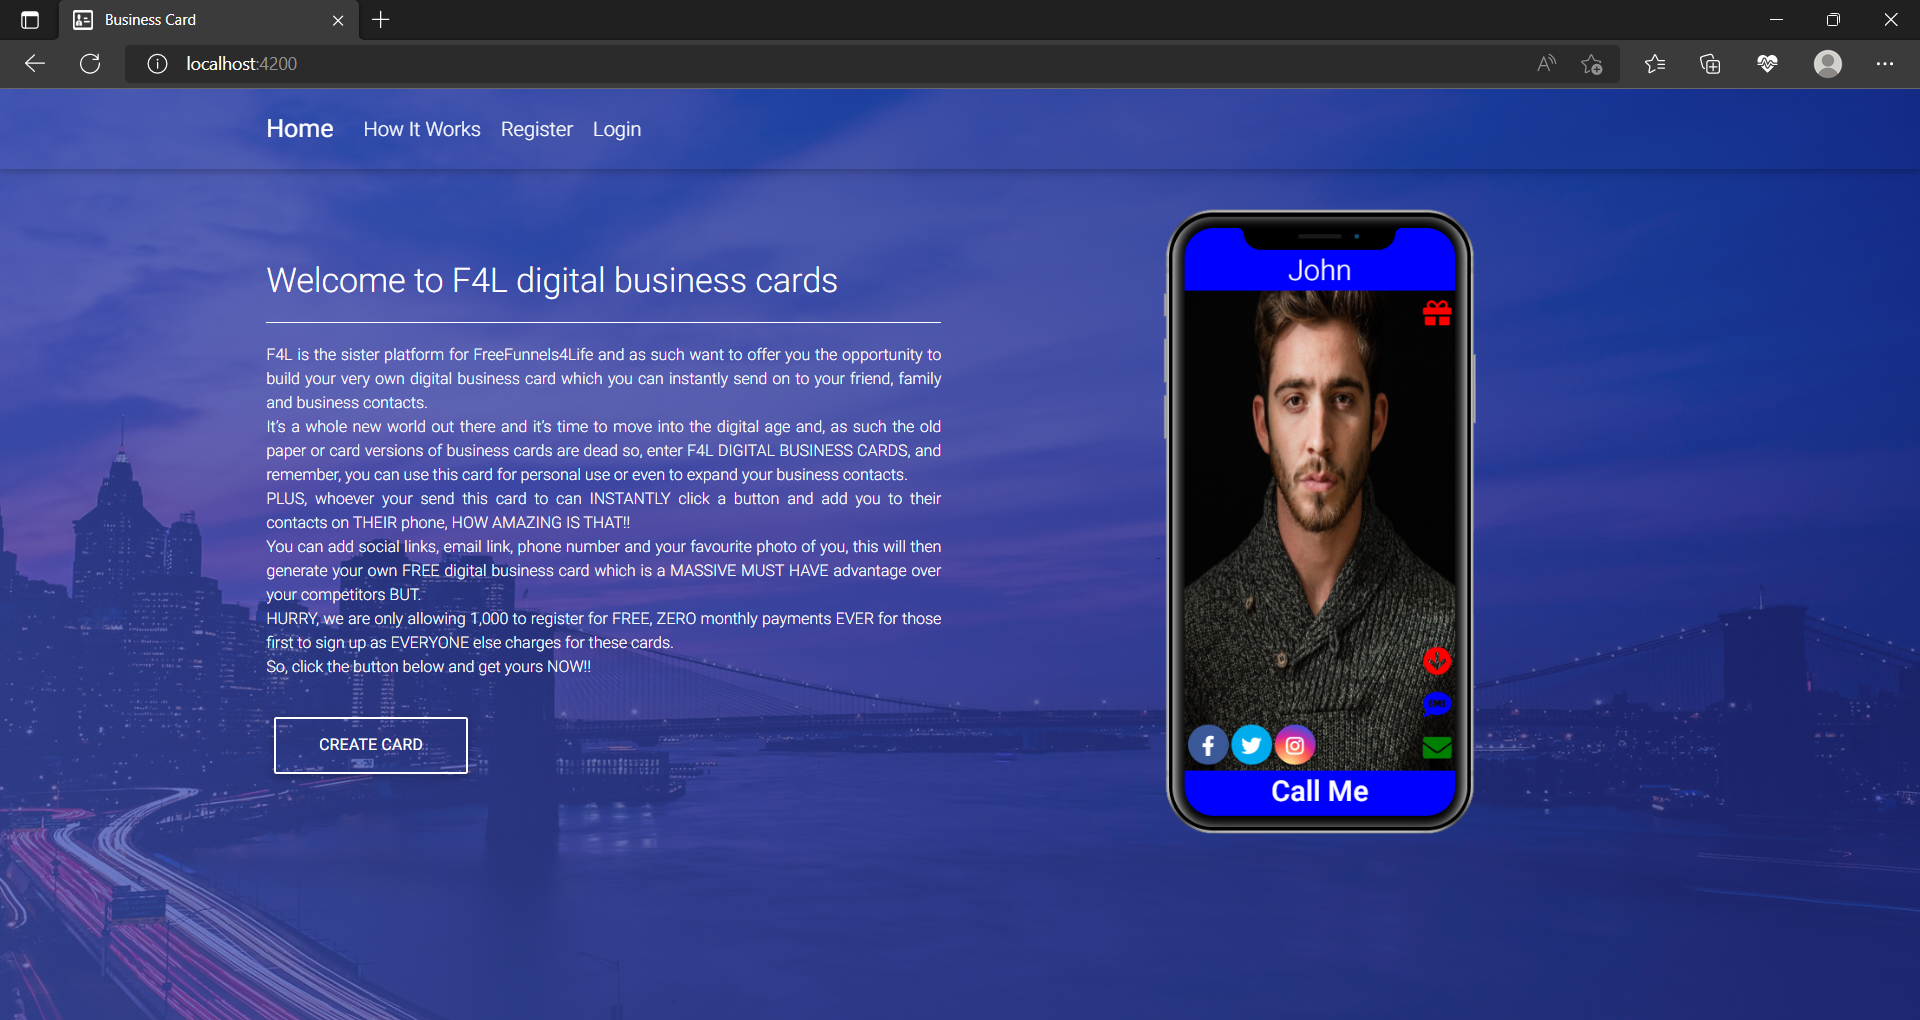 Business Card
localhost:4200
Home How It Works Register Login
Welcome to F4L digital business cards
F4L is the sister platform for FreeFunnels4Life and as such want to offer you the opportunity to
build your very own digital business card which you can instantly send on to your friend, family
and business contacts.
It's a whole new world out there and it's time to move into the digital age and, as such the old
paper or card versions of business cards are dead so, enter F4L DIGITAL BUSINESS CARDS, and
remember, you can use this card for personal use or even to expand your business contacts.
PLUS, whoever your send this card to can INSTANTLY click a button and add you to their
contacts on THEIR phone, HOW AMAZING IS THAT!!
You can add social links, email link, phone number and your favourite photo of you, this will then
generate your own FREE digital business card which is a MASSIVE MUST HAVE advantage over
your competitors BUT.
HURRY, we are only allowing 1,000 to register for FREE, ZERO monthly payments EVER for those
first to sign up as EVERYONE else charges for these cards.
So, click the button below and get yours NOW!!
CREATE CARD
John
SMS
Call Me